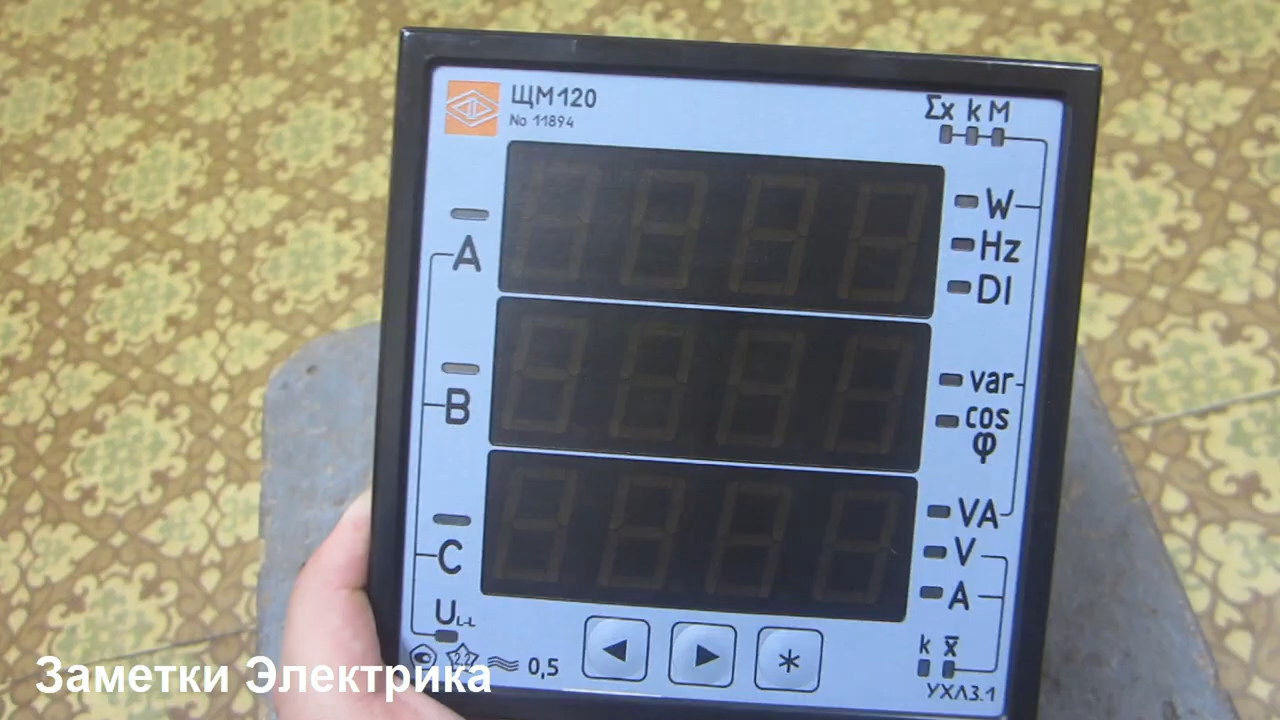 ЩМ120
No 11894
Σx k M
W
Hz
DI
A
B
var
cos
φ
VA
V
A
C
U L-L
k x̅
0,5
УХЛ3.1
Заметки Электрика